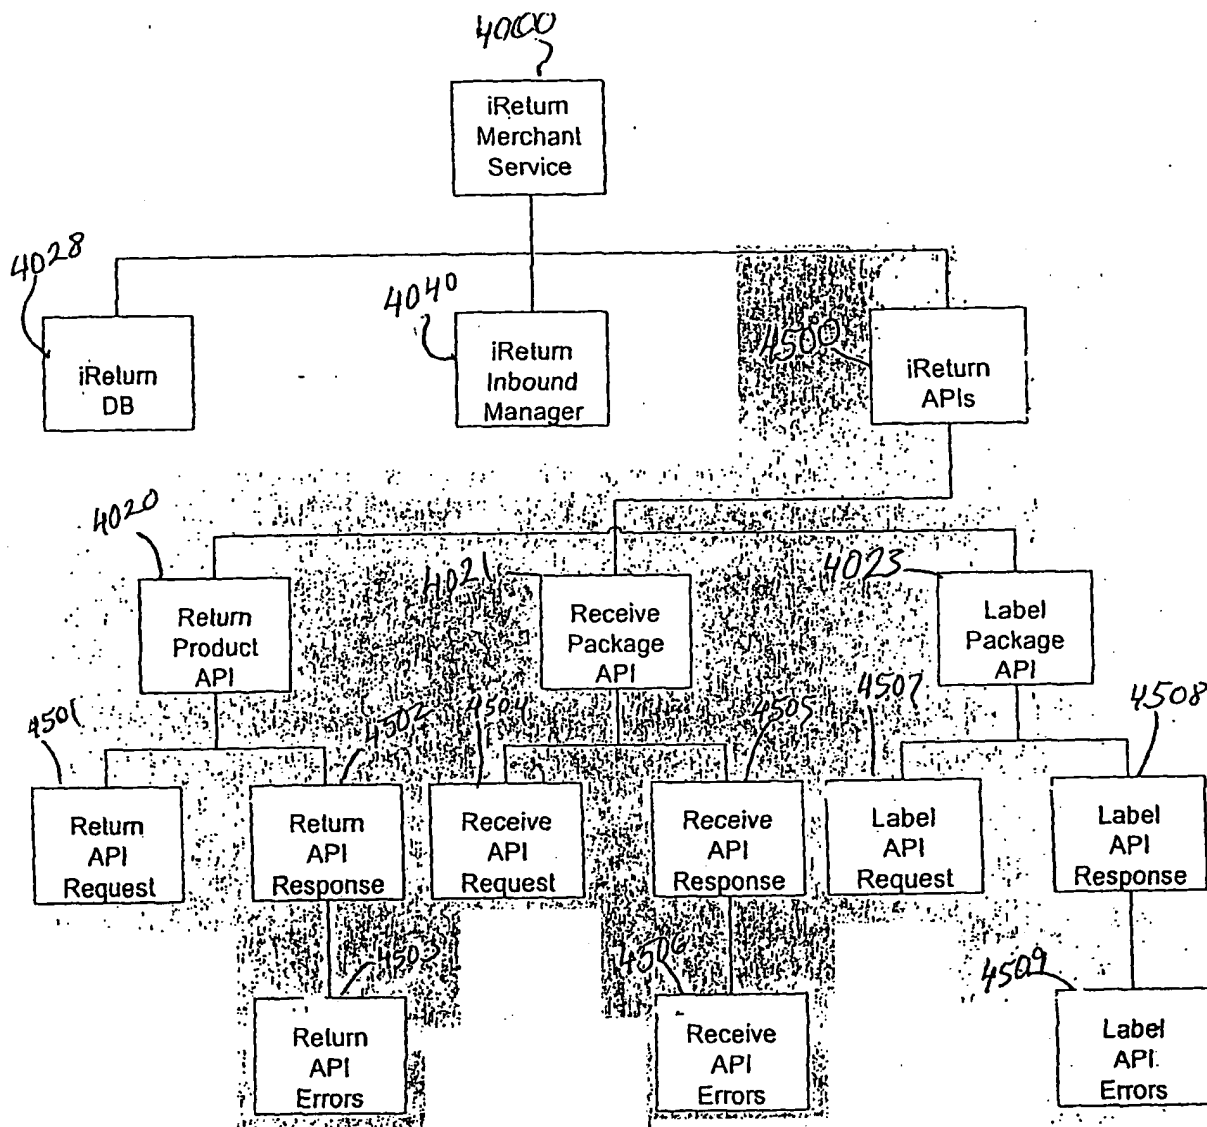 4000
iReturn
Merchant
Service
4028
iReturn
DB
4040
iReturn
Inbound
Manager
4500
iReturn
APIs
4020
Return
Product
API
4021
Receive
Package
API
4023
Label
Package
API
4501
Return
API
Request
4502
Return
API
Response
4504
Receive
API
Request
4505
Receive
API
Response
4507
Label
API
Request
4508
Label
API
Response
4503
Return
API
Errors
4506
Receive
API
Errors
4509
Label
API
Errors